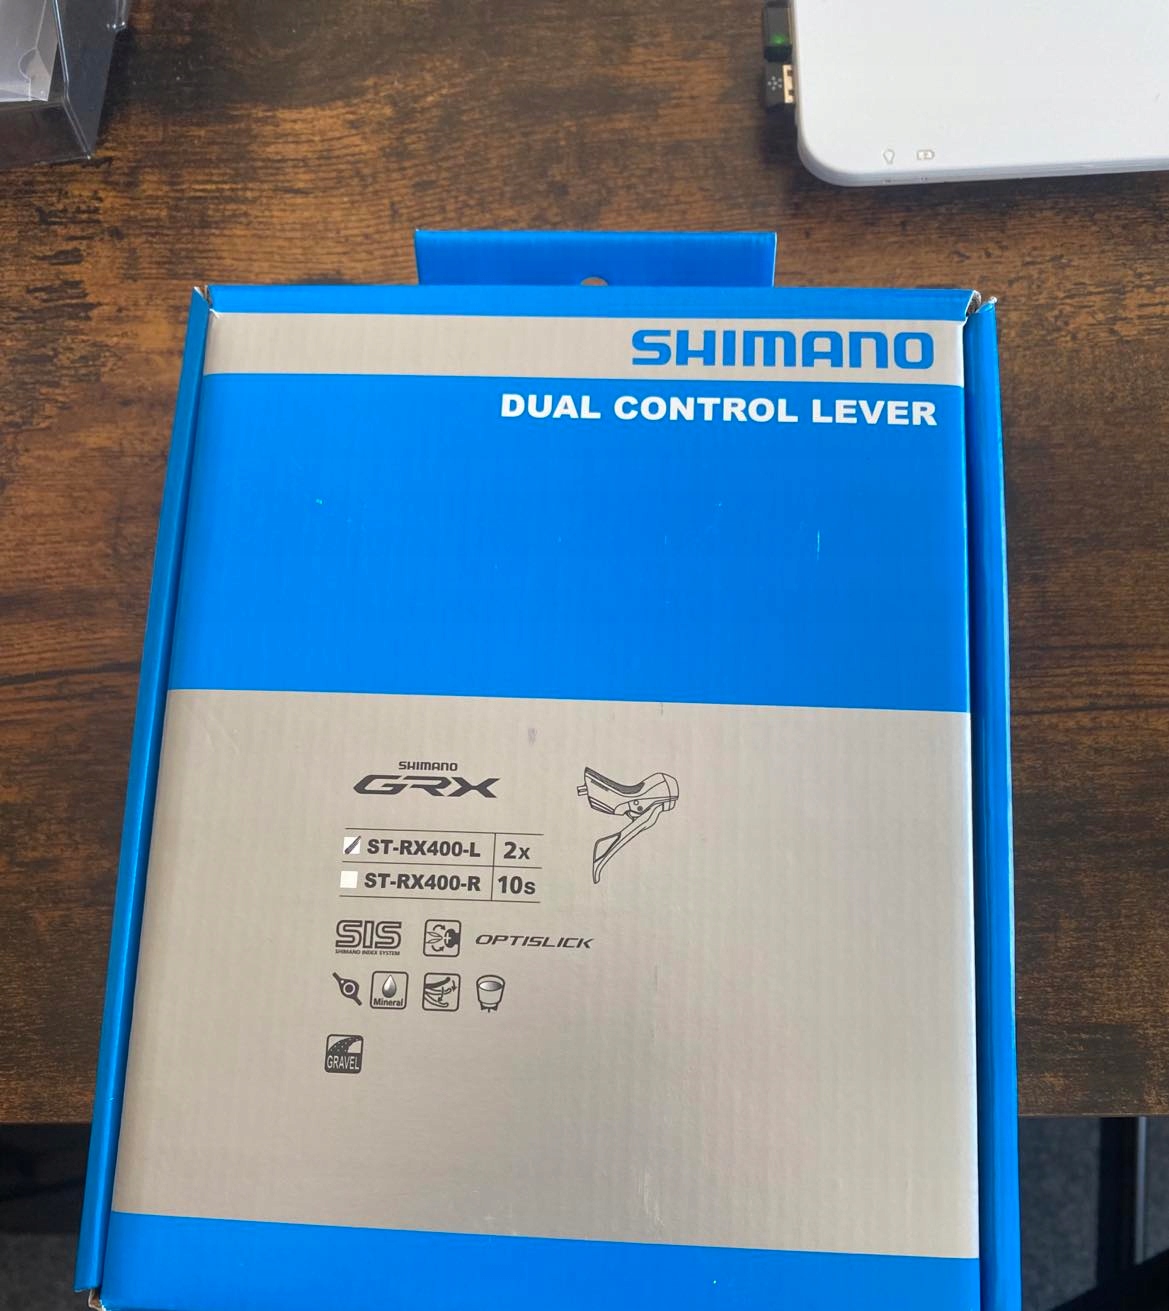 SHIMANO
DUAL CONTROL LEVER
SHIMANO
GRX
ST-RX400-L 2x
ST-RX400-R 10s
SIS OPTISLICK
SHIMANO INDEX SYSTEM
Mineral
GRAVEL